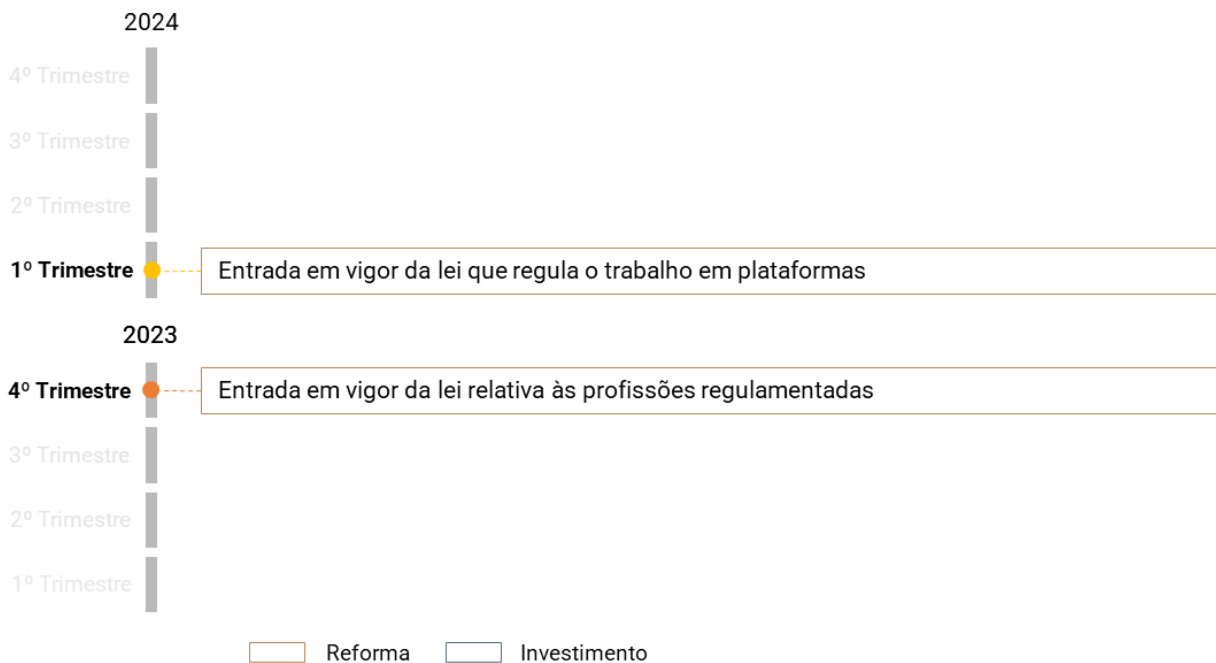 2024
4º Trimestre
3º Trimestre
2º Trimestre
1º Trimestre Entrada em vigor da lei que regula o trabalho em plataformas
2023
4º Trimestre Entrada em vigor da lei relativa às profissões regulamentadas
3º Trimestre
2º Trimestre
1º Trimestre
Reforma Investimento